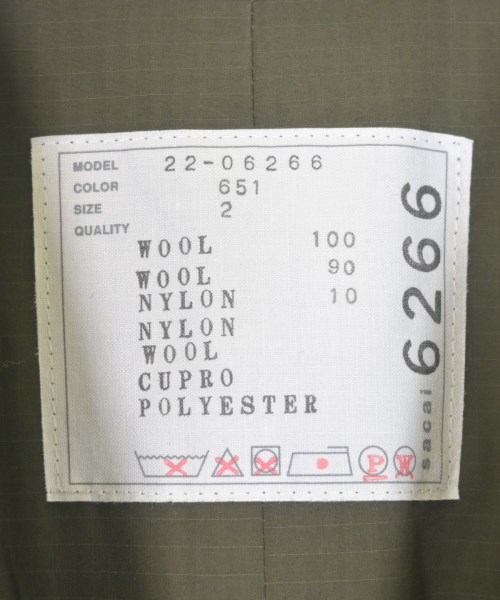 MODEL 22-06266
COLOR 651
SIZE 2
QUALITY
WOOL 100
WOOL 90
NYLON 10
NYLON
WOOL
CUPRO
POLYESTER
P W
sacai 6266